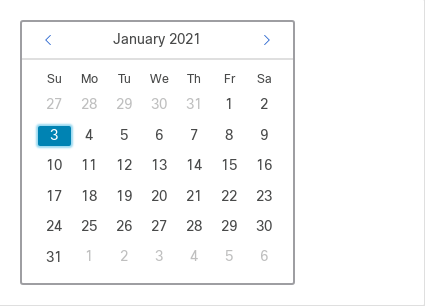 January 2021
Su Mo Tu We Th Fr Sa
27 28 29 30 31 1 2
3 4 5 6 7 8 9
10 11 12 13 14 15 16
17 18 19 20 21 22 23
24 25 26 27 28 29 30
31 1 2 3 4 5 6